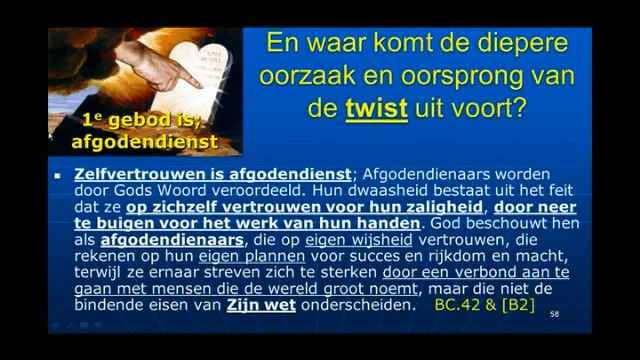 En waar komt de diepere
oorzaak en oorsprong van
de twist uit voort?
1e gebod is;
afgodendienst
Zelfvertrouwen is afgodendienst; Afgodendienaars worden
door Gods Woord veroordeeld. Hun dwaasheid bestaat uit het feit
dat ze op zichzelf vertrouwen voor hun zaligheid, door neer
te buigen voor het werk van hun handen. God beschouwt hen
als afgodendienaars, die op eigen wijsheid vertrouwen, die
rekenen op hun eigen plannen voor succes en rijkdom en macht,
terwijl ze ernaar streven zich te sterken door een verbond aan te
gaan met mensen die de wereld groot noemt, maar die niet de
bindende eisen van Zijn wet onderscheiden. BC.42 & [B2]
58